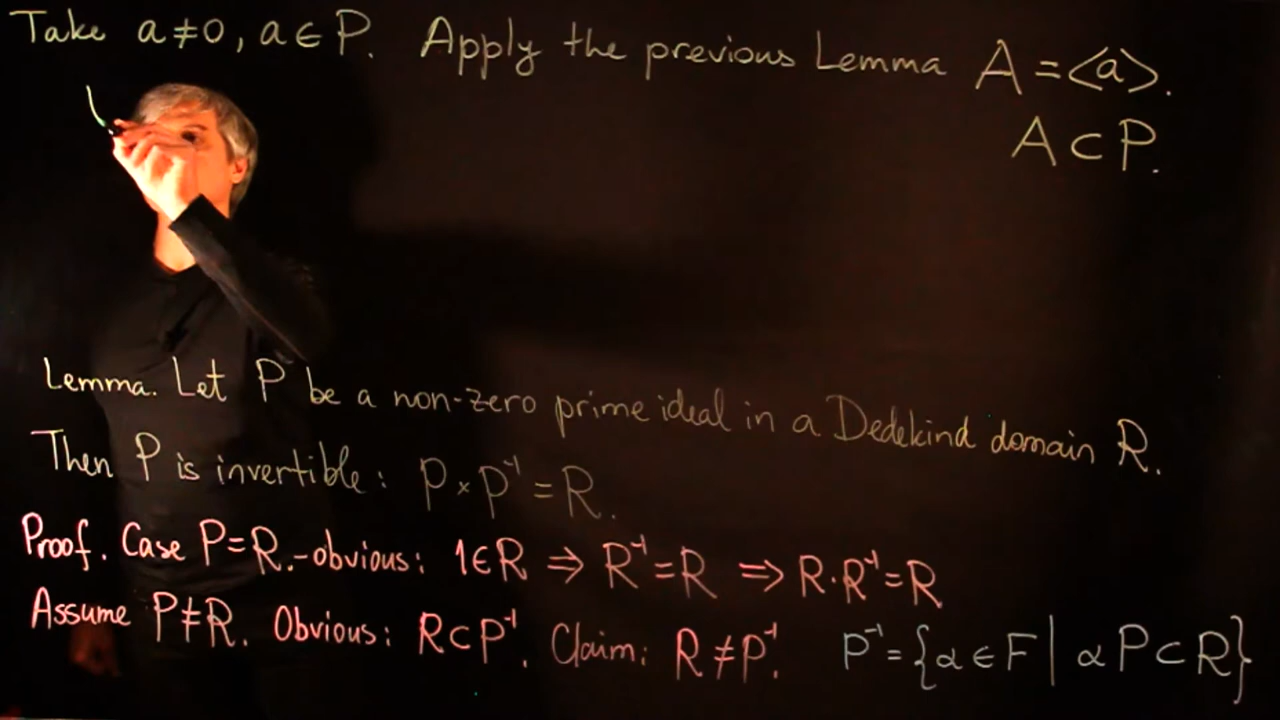 Take a≠0, a∈P. Apply the previous Lemma A=<a>.
A⊂P.
Lemma. Let P be a non-zero prime ideal in a Dedekind domain R.
Then P is invertible: P×P⁻¹=R.
Proof. Case P=R.-obvious: 1∈R ⇒ R⁻¹=R ⇒ R·R⁻¹=R
Assume P≠R. Obvious: R⊂P⁻¹. Claim: R≠P⁻¹. P⁻¹={α∈F | αP⊂R}